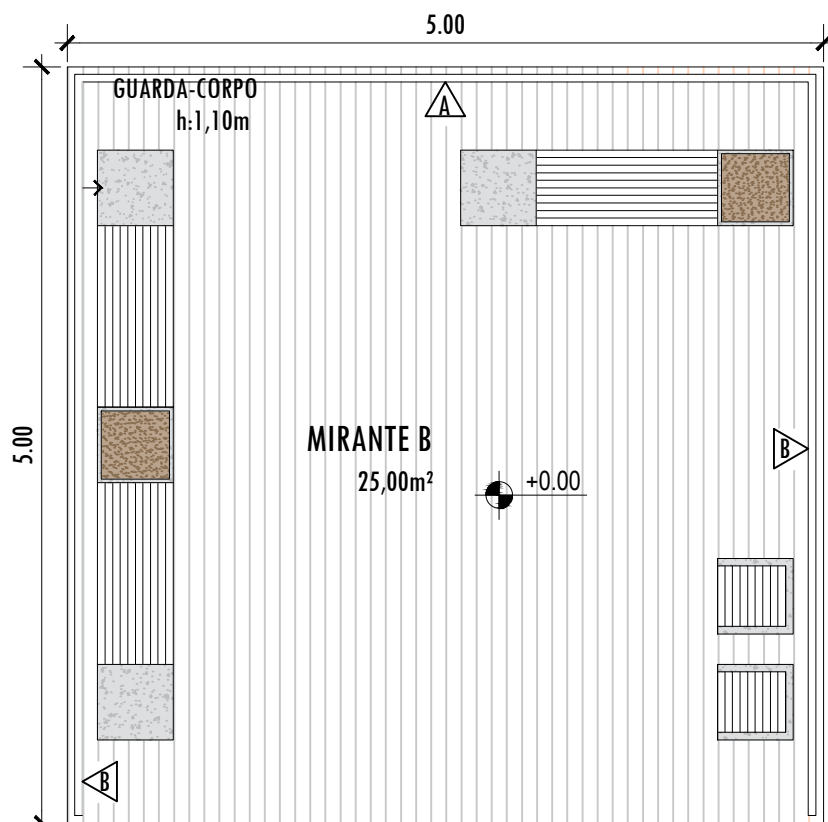 5.00
GUARDA-CORPO
h:1,10m
A
5.00
MIRANTE B
25,00m²
+0.00
B
B